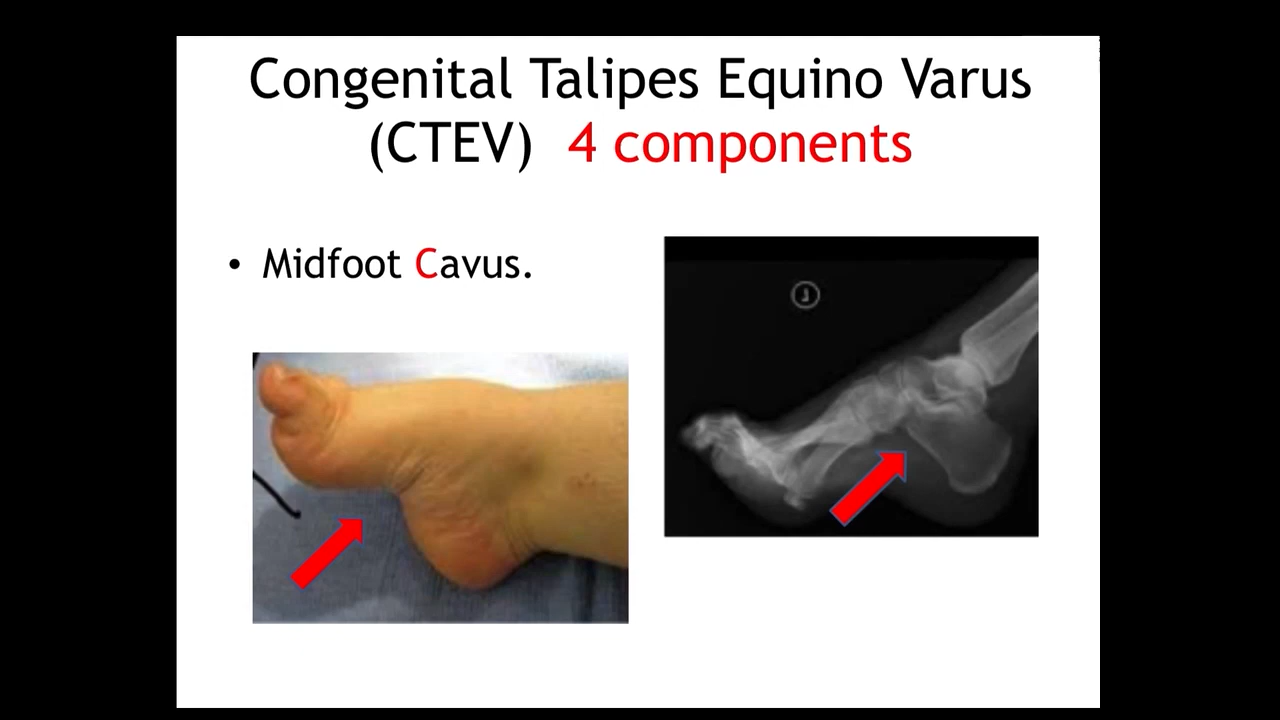 Congenital Talipes Equino Varus
(CTEV) 4 components
• Midfoot Cavus.